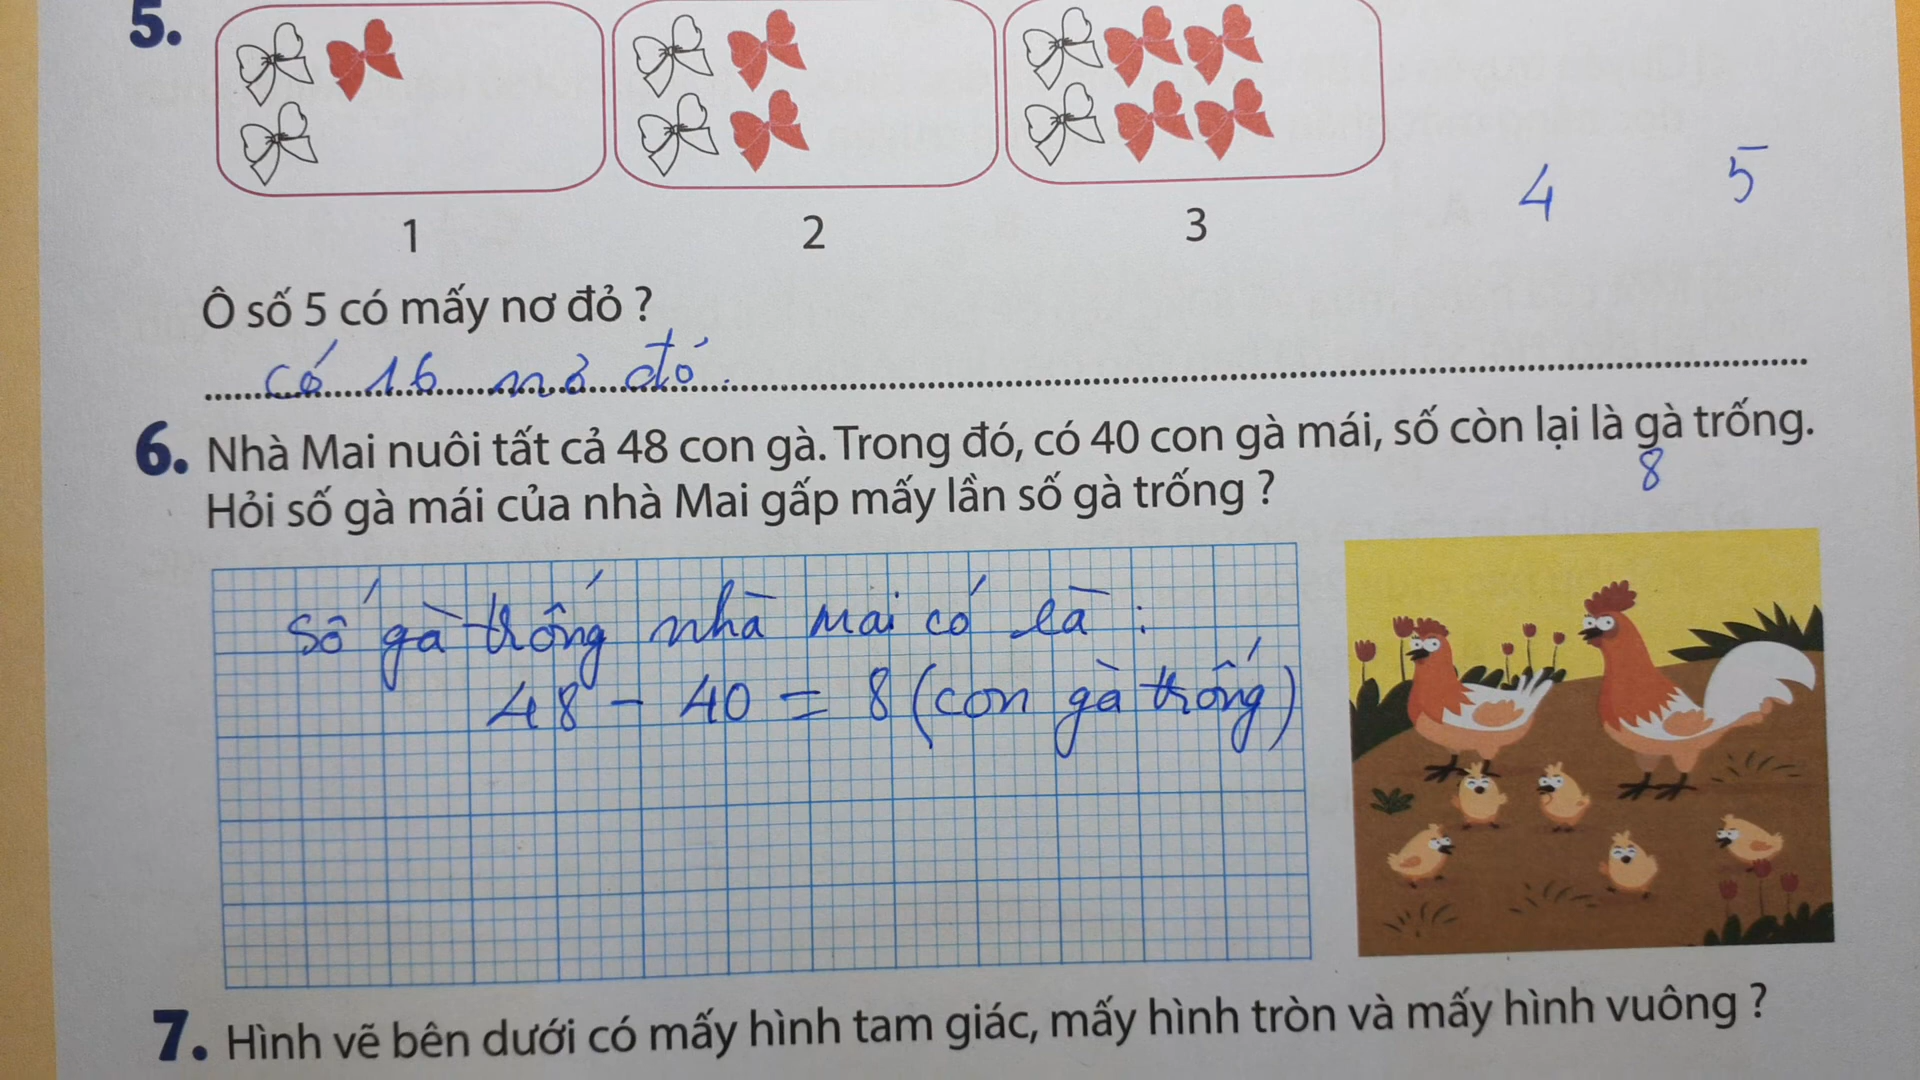 5.
4 5
1 2 3
Ô số 5 có mấy nơ đỏ ?
có 16 nơ đỏ.
6. Nhà Mai nuôi tất cả 48 con gà. Trong đó, có 40 con gà mái, số còn lại là gà trống.
8
Hỏi số gà mái của nhà Mai gấp mấy lần số gà trống ?
Số gà trống nhà Mai có là :
48 - 40 = 8 (con gà trống)
7. Hình vẽ bên dưới có mấy hình tam giác, mấy hình tròn và mấy hình vuông ?